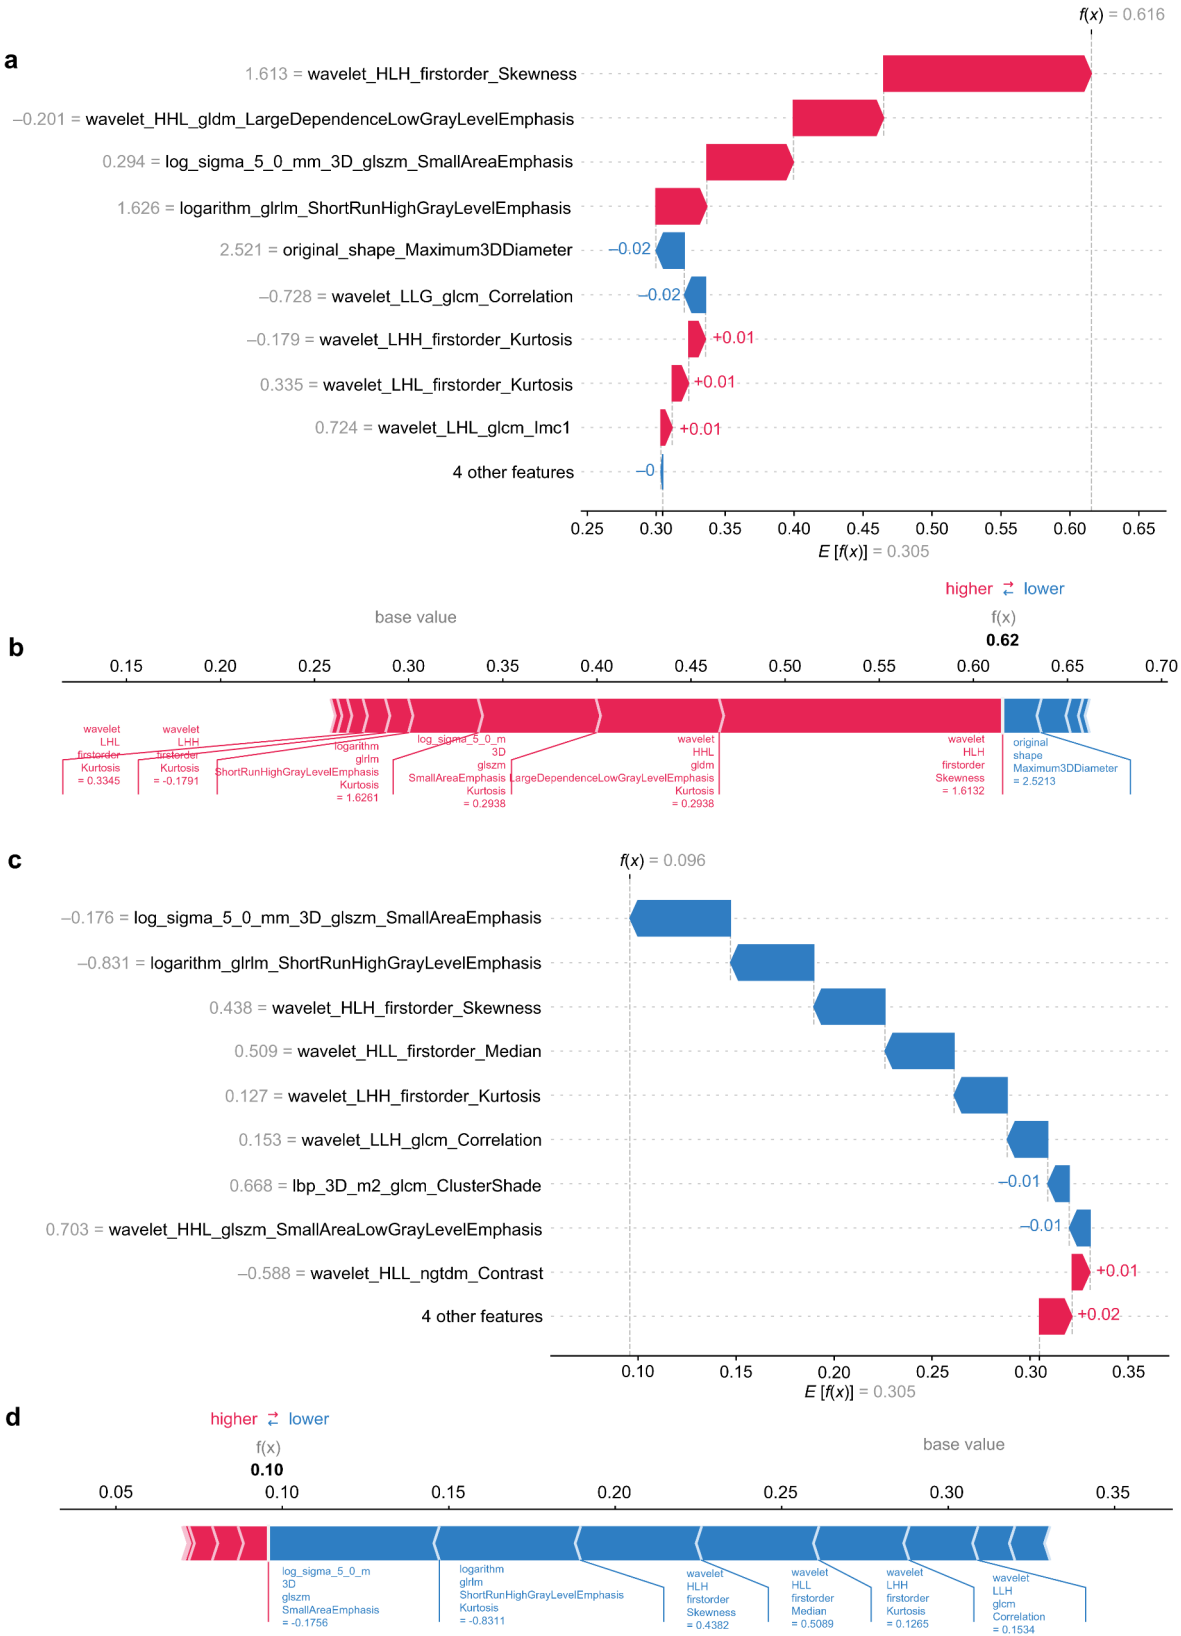 f(x) = 0.616
a
1.613 = wavelet_HLH_firstorder_Skewness
−0.201 = wavelet_HHL_gldm_LargeDependenceLowGrayLevelEmphasis
0.294 = log_sigma_5_0_mm_3D_glszm_SmallAreaEmphasis
1.626 = logarithm_glrlm_ShortRunHighGrayLevelEmphasis
2.521 = original_shape_Maximum3DDiameter
−0.02
−0.728 = wavelet_LLG_glcm_Correlation
−0.02
−0.179 = wavelet_LHH_firstorder_Kurtosis
+0.01
0.335 = wavelet_LHL_firstorder_Kurtosis
+0.01
0.724 = wavelet_LHL_glcm_Imc1
+0.01
4 other features
−0
0.25 0.30 0.35 0.40 0.45 0.50 0.55 0.60 0.65
E [f(x)] = 0.305
higher ⇄ lower
base value
f(x)
b
0.62
0.15 0.20 0.25 0.30 0.35 0.40 0.45 0.50 0.55 0.60 0.65 0.70
wavelet
LHL
firstorder
Kurtosis
= 0.3345
wavelet
LHH
firstorder
Kurtosis
= -0.1791
logarithm
glrlm
ShortRunHighGrayLevelEmphasis
Kurtosis
= 1.6261
log_sigma_5_0_m
3D
glszm
SmallAreaEmphasis
Kurtosis
= 0.2938
wavelet
HHL
gldm
LargeDependenceLowGrayLevelEmphasis
Kurtosis
= 0.2938
wavelet
HLH
firstorder
Skewness
= 1.6132
original
shape
Maximum3DDiameter
= 2.5213
c
f(x) = 0.096
−0.176 = log_sigma_5_0_mm_3D_glszm_SmallAreaEmphasis
−0.831 = logarithm_glrlm_ShortRunHighGrayLevelEmphasis
0.438 = wavelet_HLH_firstorder_Skewness
0.509 = wavelet_HLL_firstorder_Median
0.127 = wavelet_LHH_firstorder_Kurtosis
0.153 = wavelet_LLH_glcm_Correlation
0.668 = lbp_3D_m2_glcm_ClusterShade
−0.01
0.703 = wavelet_HHL_glszm_SmallAreaLowGrayLevelEmphasis
−0.01
−0.588 = wavelet_HLL_ngtdm_Contrast
+0.01
4 other features
+0.02
0.10 0.15 0.20 0.25 0.30 0.35
E [f(x)] = 0.305
d
higher ⇄ lower
f(x)
base value
0.10
0.05 0.10 0.15 0.20 0.25 0.30 0.35
log_sigma_5_0_m
3D
glszm
SmallAreaEmphasis
= -0.1756
logarithm
glrlm
ShortRunHighGrayLevelEmphasis
Kurtosis
= -0.8311
wavelet
HLH
firstorder
Skewness
= 0.4382
wavelet
HLL
firstorder
Median
= 0.5089
wavelet
LHH
firstorder
Kurtosis
= 0.1265
wavelet
LLH
glcm
Correlation
= 0.1534